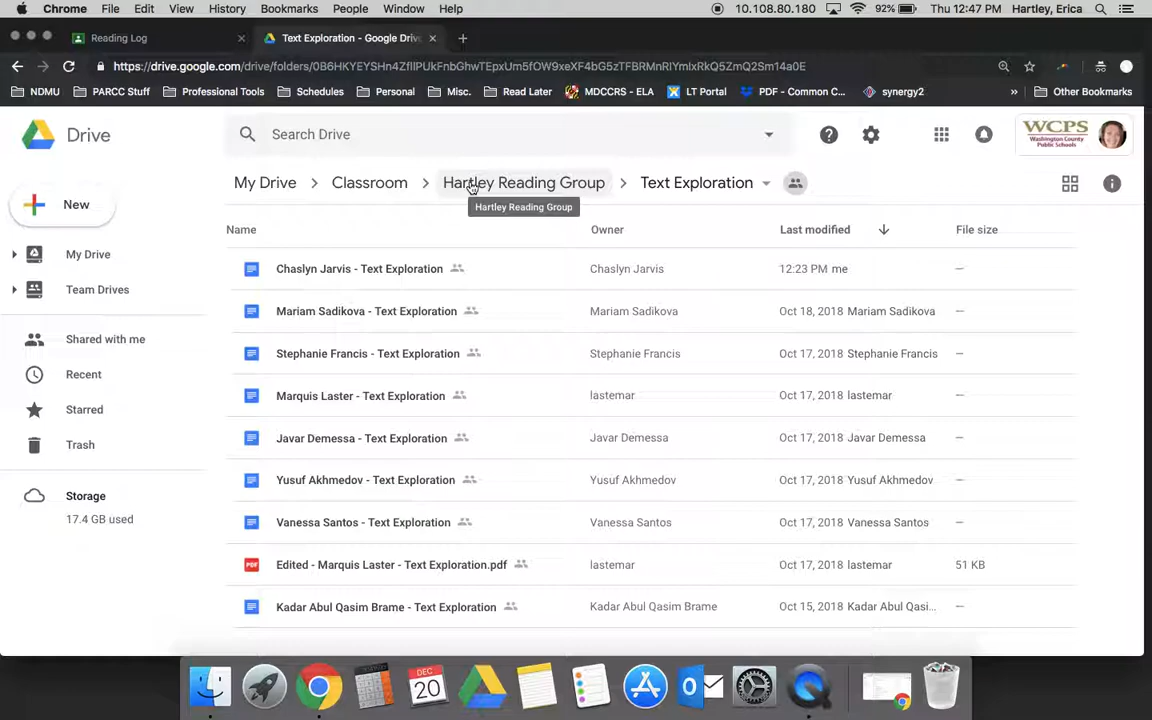 Chrome File Edit View History Bookmarks People Window Help 10.108.80.180 92% Thu 12:47 PM Hartley, Erica
Reading Log × Text Exploration - Google Driv × +
https://drive.google.com/drive/folders/0B6HKYEYSHn4ZfllPUkFnbGhwTEpxUm5fOW9xeXF4bG5zTFBRMnRIYmlxRkQ5ZmQ2Sm14a0E
NDMU PARCC Stuff Professional Tools Schedules Personal Misc. Read Later MDCCRS - ELA LT Portal PDF - Common C... synergy2 » Other Bookmarks
Drive Search Drive WCPS
Washington County
Public Schools
My Drive > Classroom > Hartley Reading Group > Text Exploration
New
Hartley Reading Group
Name Owner Last modified File size
My Drive
Team Drives
Shared with me
Recent
Starred
Trash
Storage
17.4 GB used
Chaslyn Jarvis - Text Exploration Chaslyn Jarvis 12:23 PM me —
Mariam Sadikova - Text Exploration Mariam Sadikova Oct 18, 2018 Mariam Sadikova —
Stephanie Francis - Text Exploration Stephanie Francis Oct 17, 2018 Stephanie Francis —
Marquis Laster - Text Exploration lastemar Oct 17, 2018 lastemar —
Javar Demessa - Text Exploration Javar Demessa Oct 17, 2018 Javar Demessa —
Yusuf Akhmedov - Text Exploration Yusuf Akhmedov Oct 17, 2018 Yusuf Akhmedov —
Vanessa Santos - Text Exploration Vanessa Santos Oct 17, 2018 Vanessa Santos —
PDF Edited - Marquis Laster - Text Exploration.pdf lastemar Oct 17, 2018 lastemar 51 KB
Kadar Abul Qasim Brame - Text Exploration Kadar Abul Qasim Brame Oct 15, 2018 Kadar Abul Qasi... —
DEC
20